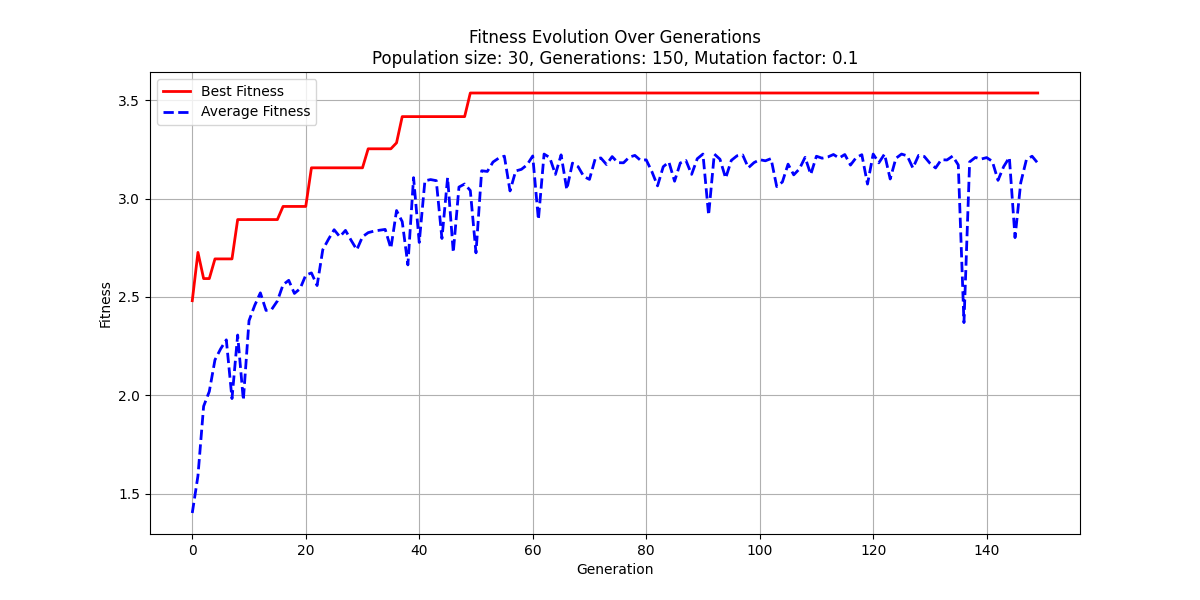 Fitness Evolution Over Generations
Population size: 30, Generations: 150, Mutation factor: 0.1
Best Fitness
Average Fitness
3.5
3.0
2.5
2.0
1.5
Fitness
0 20 40 60 80 100 120 140
Generation